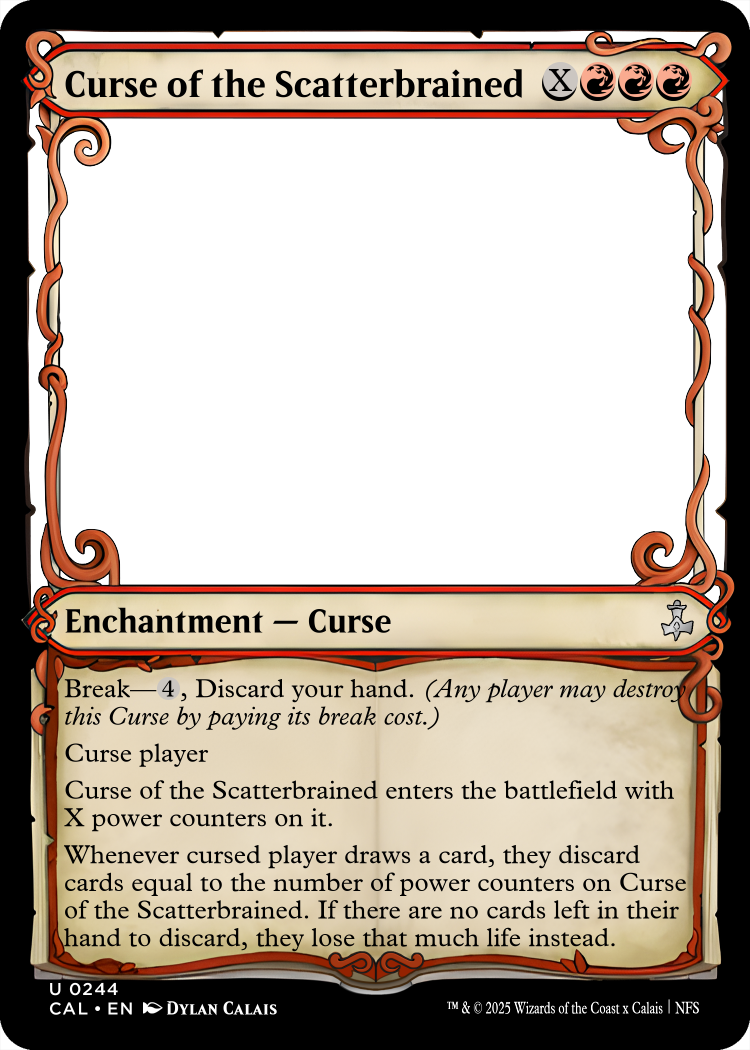 Curse of the Scatterbrained X
Enchantment — Curse
Break—4, Discard your hand. (Any player may destroy
this Curse by paying its break cost.)
Curse player
Curse of the Scatterbrained enters the battlefield with
X power counters on it.
Whenever cursed player draws a card, they discard
cards equal to the number of power counters on Curse
of the Scatterbrained. If there are no cards left in their
hand to discard, they lose that much life instead.
U 0244
CAL • EN Dylan Calais
™ & © 2025 Wizards of the Coast x Calais | NFS